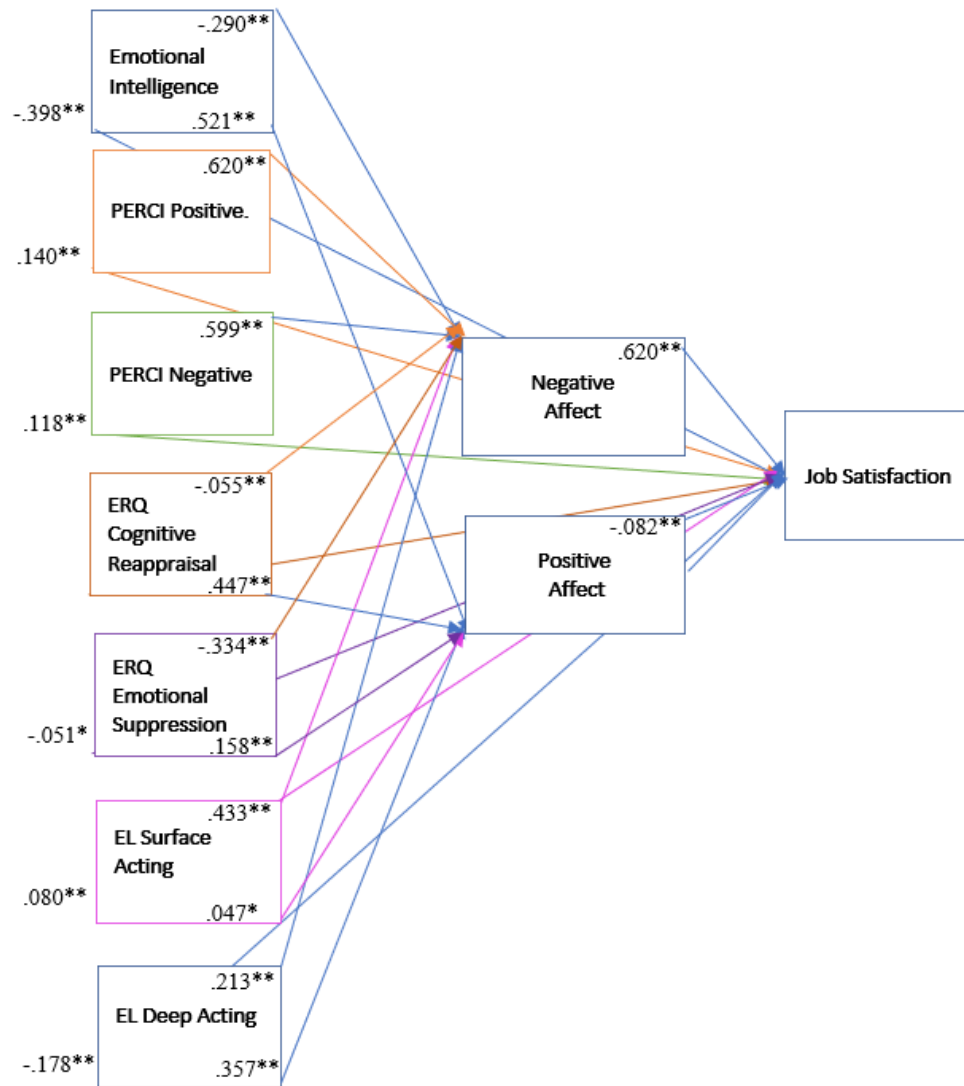 -.290**
Emotional
Intelligence
-.398**
.521**
.620**
PERCI Positive.
.140**
.599**
PERCI Negative
.118**
-.055**
ERQ
Cognitive
Reappraisal
.447**
-.334**
ERQ
Emotional
Suppression
-.051*
.158**
.433**
EL Surface
Acting
.080**
.047*
.213**
EL Deep Acting
-.178**
.357**
.620**
Negative
Affect
-.082**
Positive
Affect
Job Satisfaction